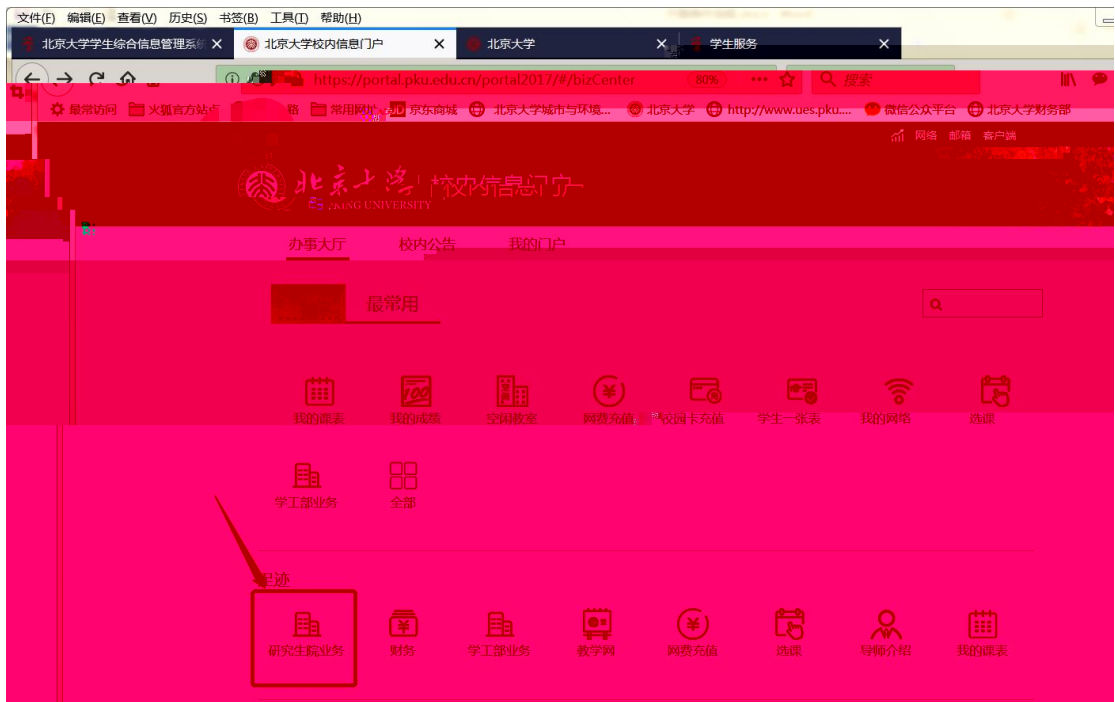 文件(F) 编辑(E) 查看(V) 历史(S) 书签(B) 工具(T) 帮助(H)
北京大学学生综合信息管理系统 北京大学校内信息门户 北京大学 学生服务
https://portal.pku.edu.cn/portal2017/#/bizCenter 80% 搜索
最常访问 火狐官方站点 常用网址 JD 京东商城 北京大学城市与环境... 北京大学 http://www.ues.pku.... 微信公众平台 北京大学财务部
网络 邮箱 客户端
北京大学 校内信息门户
PEKING UNIVERSITY
办事大厅 校内公告 我的门户
最常用
我的课表 我的成绩 空闲教室 网费充值 校园卡充值 学生一张表 我的网络 选课
学工部业务 全部
足迹
研究生院业务 财务 学工部业务 教学网 网费充值 选课 导师介绍 我的课表